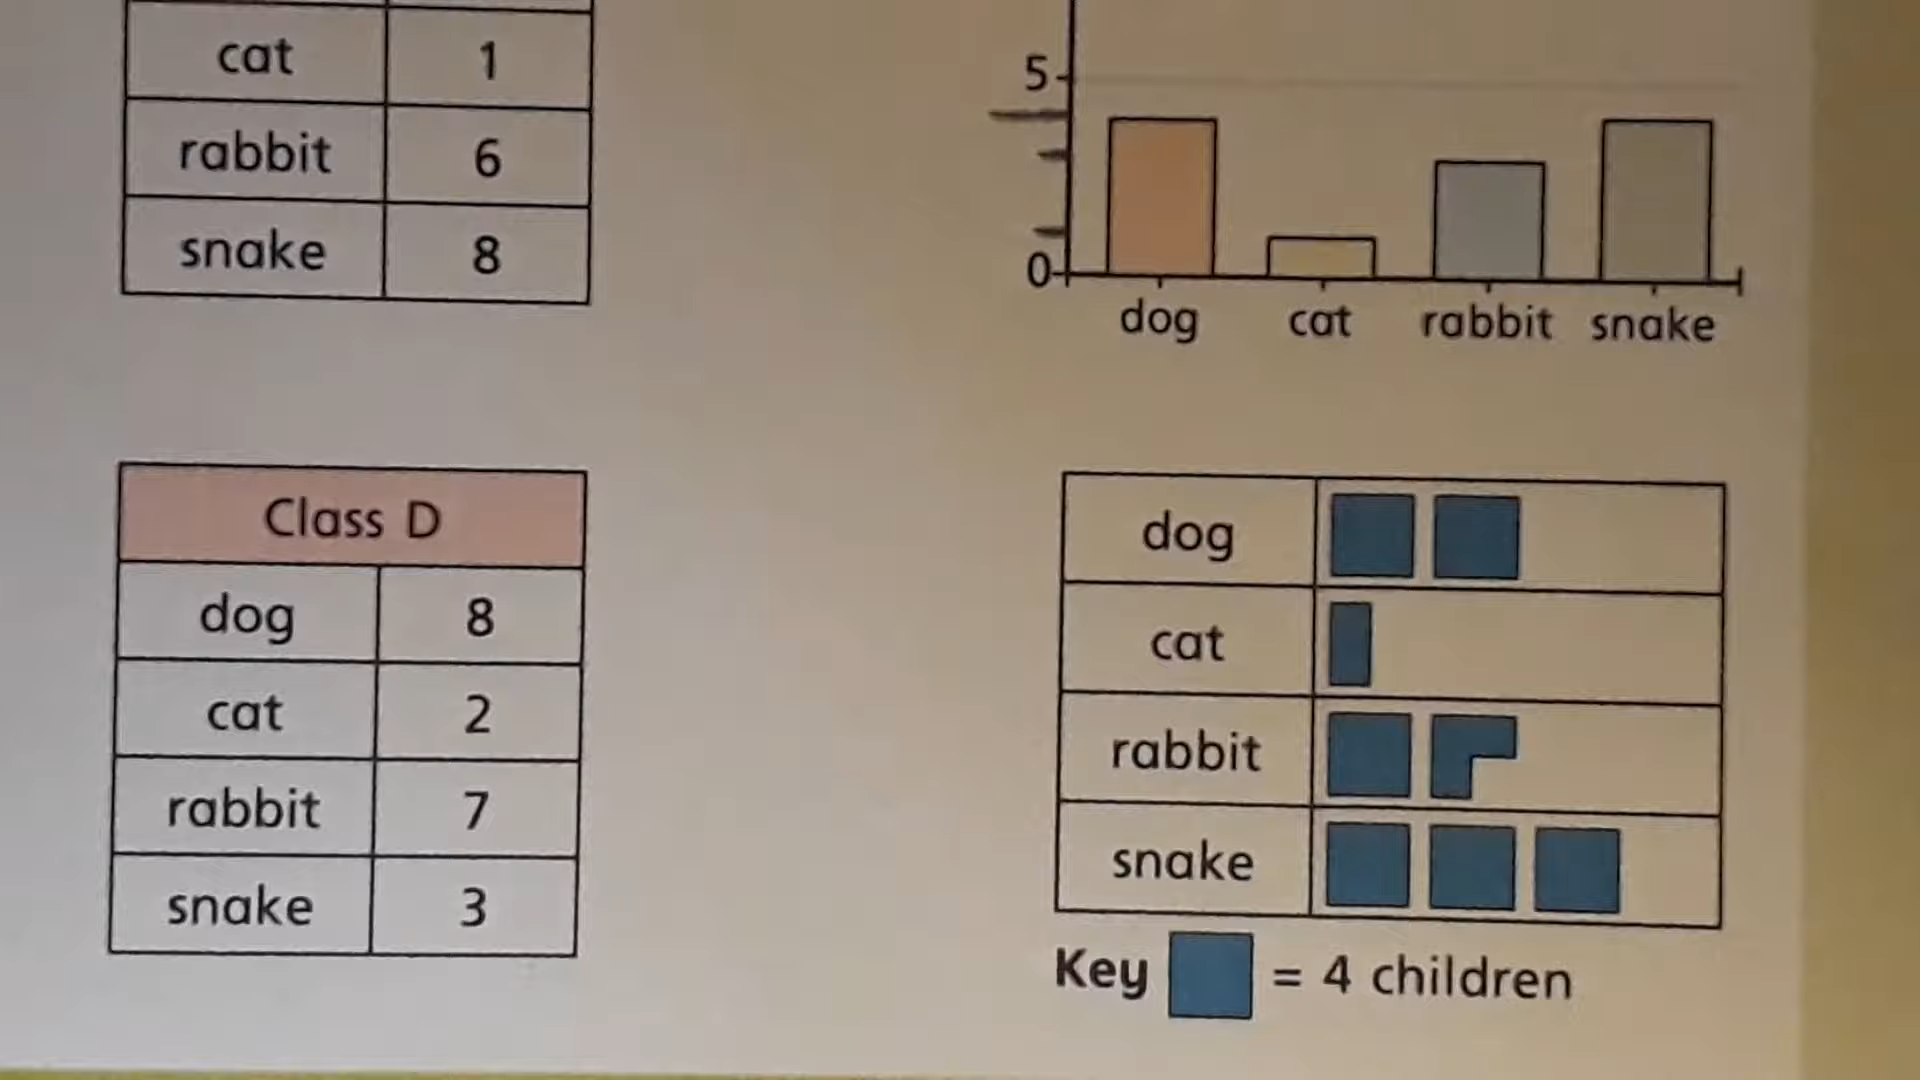 cat 1
rabbit 6
snake 8
5
0
dog cat rabbit snake
Class D
dog 8
cat 2
rabbit 7
snake 3
dog
cat
rabbit
snake
Key = 4 children